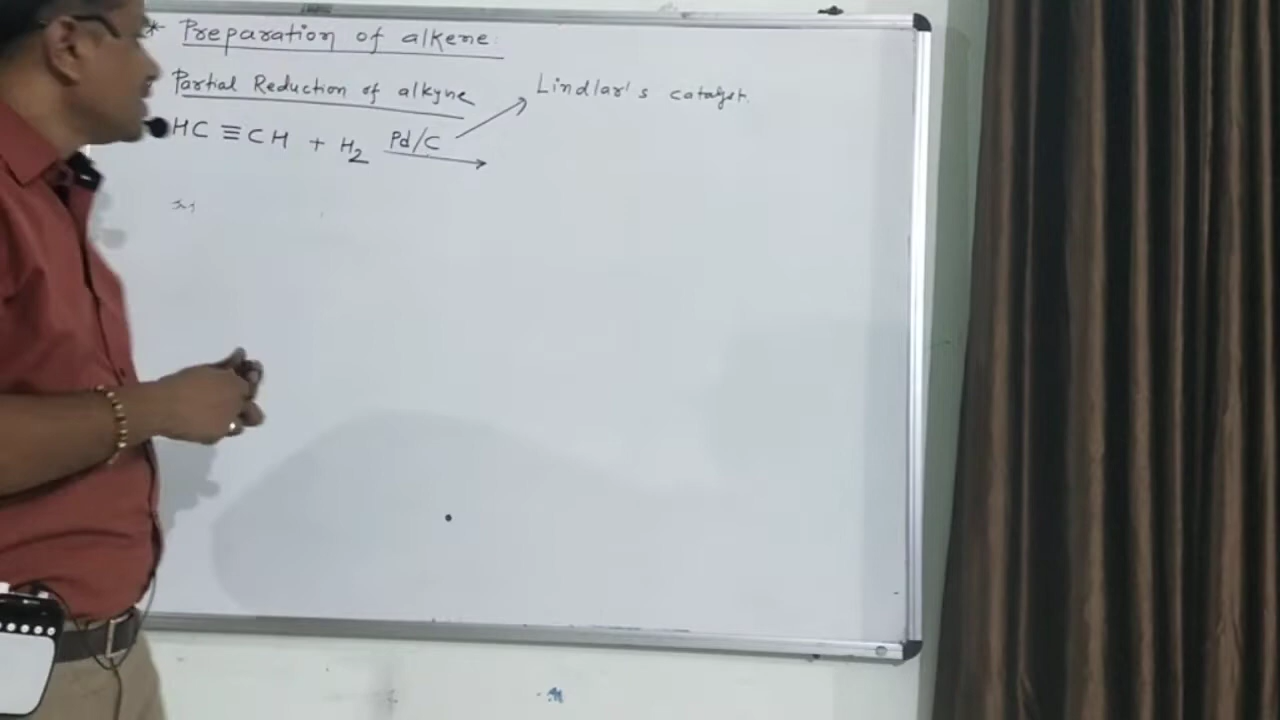 * Preparation of alkene
Partial Reduction of alkyne
Lindlar's catalyst.
HC ≡ CH + H2 Pd/C